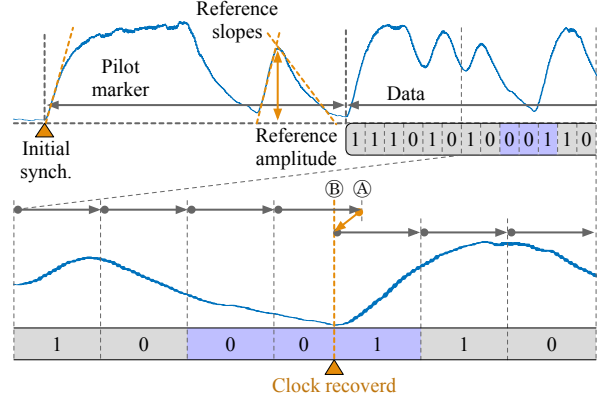 Reference
slopes
Pilot
marker
Data
Initial
synch.
Reference
amplitude
1 1 1 0 1 0 1 0 0 0 1 1 0
B A
1 0 0 0 1 1 0
Clock recoverd